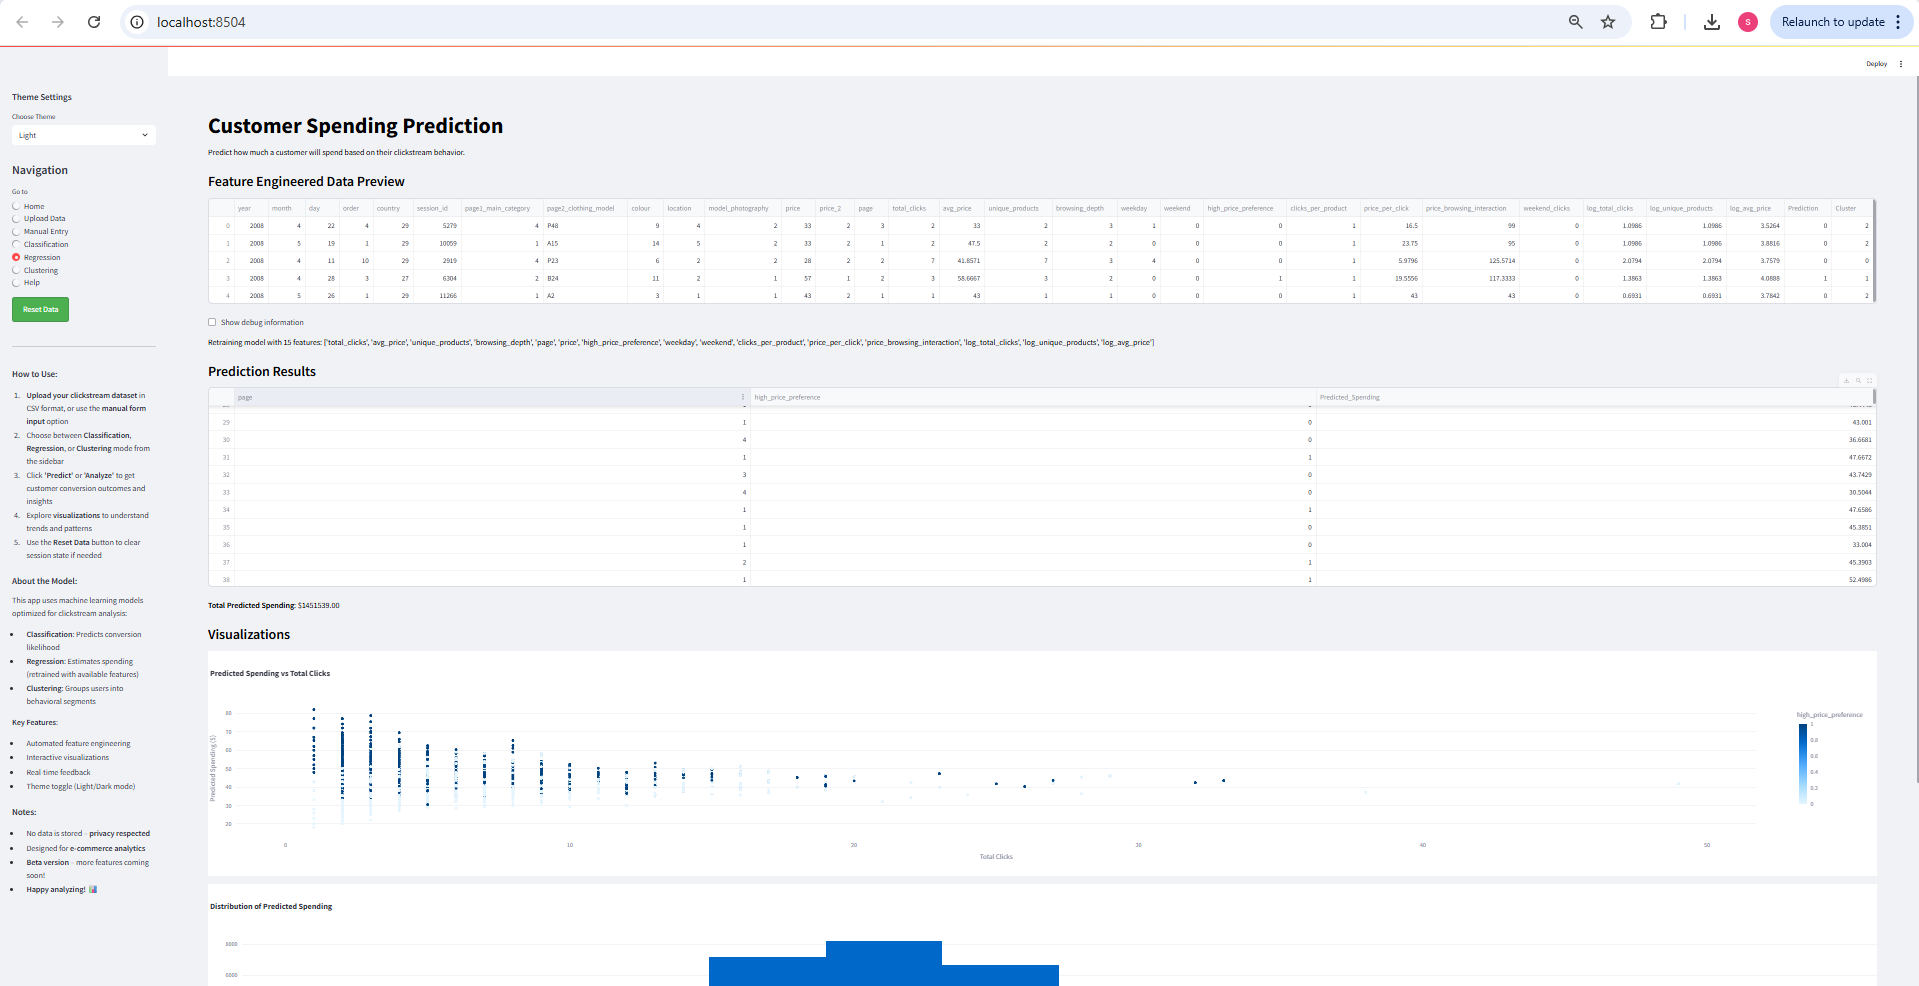 localhost:8504
S
Relaunch to update
Deploy
Theme Settings
Choose Theme
Light
Navigation
Go to
Home
Upload Data
Manual Entry
Classification
Regression
Clustering
Help
Reset Data
How to Use:
1. Upload your clickstream dataset in
CSV format, or use the manual form
input option
2. Choose between Classification,
Regression, or Clustering mode from
the sidebar
3. Click 'Predict' or 'Analyze' to get
customer conversion outcomes and
insights
4. Explore visualizations to understand
trends and patterns
5. Use the Reset Data button to clear
session state if needed
About the Model:
This app uses machine learning models
optimized for clickstream analysis:
Classification: Predicts conversion
likelihood
Regression: Estimates spending
(retrained with available features)
Clustering: Groups users into
behavioral segments
Key Features:
Automated feature engineering
Interactive visualizations
Real-time feedback
Theme toggle (Light/Dark mode)
Notes:
No data is stored – privacy respected
Designed for e-commerce analytics
Beta version – more features coming
soon!
Happy analyzing!
Customer Spending Prediction
Predict how much a customer will spend based on their clickstream behavior.
Feature Engineered Data Preview
year month day order country session_id page1_main_category page2_clothing_model colour location model_photography price price_2 page total_clicks avg_price unique_products browsing_depth weekday weekend high_price_preference clicks_per_product price_per_click price_browsing_interaction weekend_clicks log_total_clicks log_unique_products log_avg_price Prediction Cluster
0 2008 4 22 4 29 5279 4 P48 9 4 2 33 2 3 2 33 2 3 1 0 0 1 16.5 99 0 1.0986 1.0986 3.5264 0 2
1 2008 5 19 1 29 10059 1 A15 14 5 2 33 2 1 2 47.5 2 2 0 0 0 1 23.75 95 0 1.0986 1.0986 3.8816 0 2
2 2008 4 11 10 29 2919 4 P23 6 2 2 28 2 2 7 41.8571 7 3 4 0 0 1 5.9796 125.5714 0 2.0794 2.0794 3.7579 0 0
3 2008 4 28 3 27 6304 2 B24 11 2 1 57 1 2 3 58.6667 3 2 0 0 1 1 19.5556 117.3333 0 1.3863 1.3863 4.0888 1 1
4 2008 5 26 1 29 11266 1 A2 3 1 1 43 2 1 1 43 1 1 0 0 0 1 43 43 0 0.6931 0.6931 3.7842 0 2
Show debug information
Retraining model with 15 features: ['total_clicks', 'avg_price', 'unique_products', 'browsing_depth', 'page', 'price', 'high_price_preference', 'weekday', 'weekend', 'clicks_per_product', 'price_per_click', 'price_browsing_interaction', 'log_total_clicks', 'log_unique_products', 'log_avg_price']
Prediction Results
page high_price_preference Predicted_Spending
29 1 0 43.001
30 4 0 36.6681
31 1 1 47.6672
32 3 0 43.7429
33 4 0 30.5044
34 1 1 47.6586
35 1 0 45.3851
36 1 0 33.004
37 2 1 45.3903
38 1 1 52.4986
Total Predicted Spending: $1451539.00
Visualizations
Predicted Spending vs Total Clicks
Predicted Spending ($)
80
70
60
50
40
30
20
0 10 20 30 40 50
Total Clicks
high_price_preference
1
0.8
0.6
0.4
0.2
0
Distribution of Predicted Spending
8000
6000